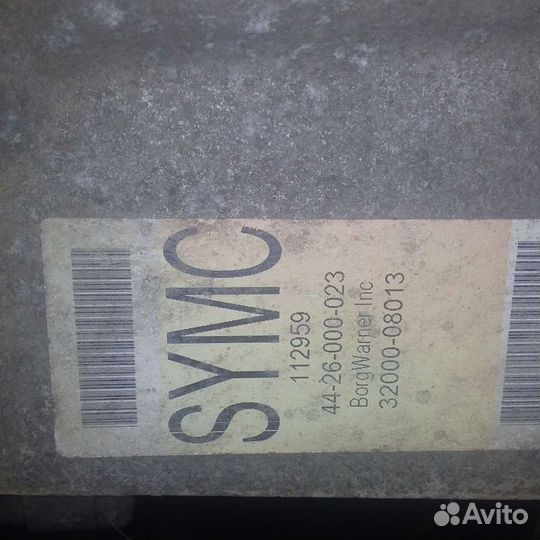 SYMC
112959
44-26-000-023
BorgWarner Inc.
32000-08013
Avito